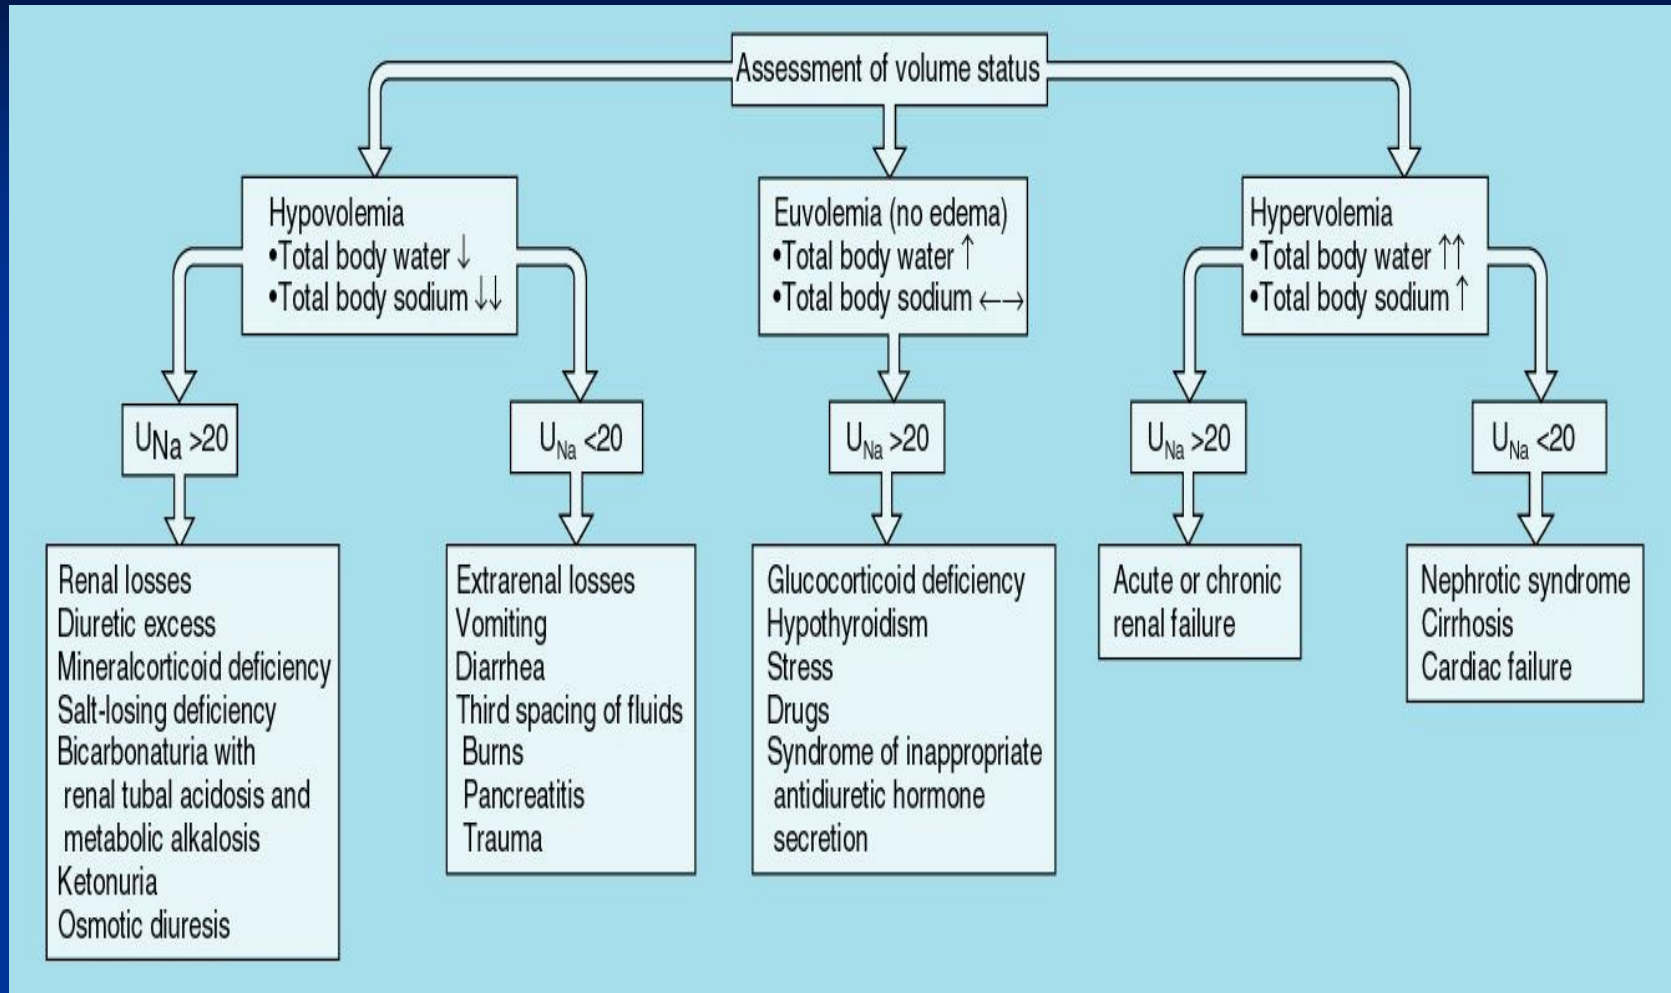 Assessment of volume status
Hypovolemia
•Total body water ↓
•Total body sodium ↓↓
Euvolemia (no edema)
•Total body water ↑
•Total body sodium ←→
Hypervolemia
•Total body water ↑↑
•Total body sodium ↑
UNa >20
UNa <20
UNa >20
UNa >20
UNa <20
Renal losses
Diuretic excess
Mineralcorticoid deficiency
Salt-losing deficiency
Bicarbonaturia with
renal tubal acidosis and
metabolic alkalosis
Ketonuria
Osmotic diuresis
Extrarenal losses
Vomiting
Diarrhea
Third spacing of fluids
Burns
Pancreatitis
Trauma
Glucocorticoid deficiency
Hypothyroidism
Stress
Drugs
Syndrome of inappropriate
antidiuretic hormone
secretion
Acute or chronic
renal failure
Nephrotic syndrome
Cirrhosis
Cardiac failure